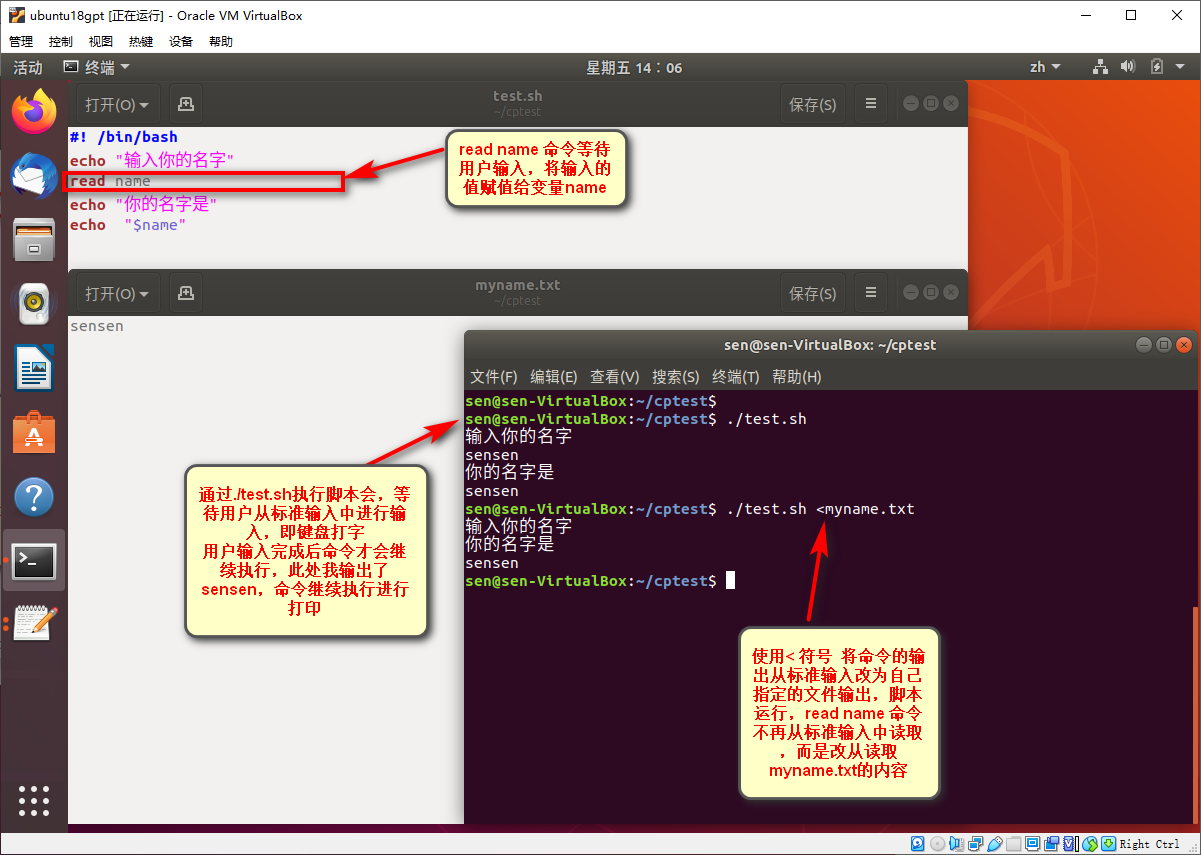 ubuntu18gpt [正在运行] - Oracle VM VirtualBox
管理 控制 视图 热键 设备 帮助
活动 终端 星期五 14：06 zh
打开(O) test.sh 保存(S)
~/cptest
#! /bin/bash
echo "输入你的名字"
read name
echo "你的名字是"
echo "$name"
read name 命令等待
用户输入，将输入的
值赋值给变量name
打开(O) myname.txt 保存(S)
~/cptest
sensen
sen@sen-VirtualBox: ~/cptest
文件(F) 编辑(E) 查看(V) 搜索(S) 终端(T) 帮助(H)
sen@sen-VirtualBox:~/cptest$
sen@sen-VirtualBox:~/cptest$ ./test.sh
输入你的名字
sensen
你的名字是
sensen
sen@sen-VirtualBox:~/cptest$ ./test.sh <myname.txt
输入你的名字
你的名字是
sensen
sen@sen-VirtualBox:~/cptest$
通过./test.sh执行脚本会，等
待用户从标准输入中进行输
入，即键盘打字
用户输入完成后命令才会继
续执行，此处我输出了
sensen，命令继续执行进行
打印
使用< 符号 将命令的输
出从标准输入改为自己
指定的文件输出，脚本
运行，read name 命令
不再从标准输入中读取
，而是改从读取
myname.txt的内容
Right Ctrl